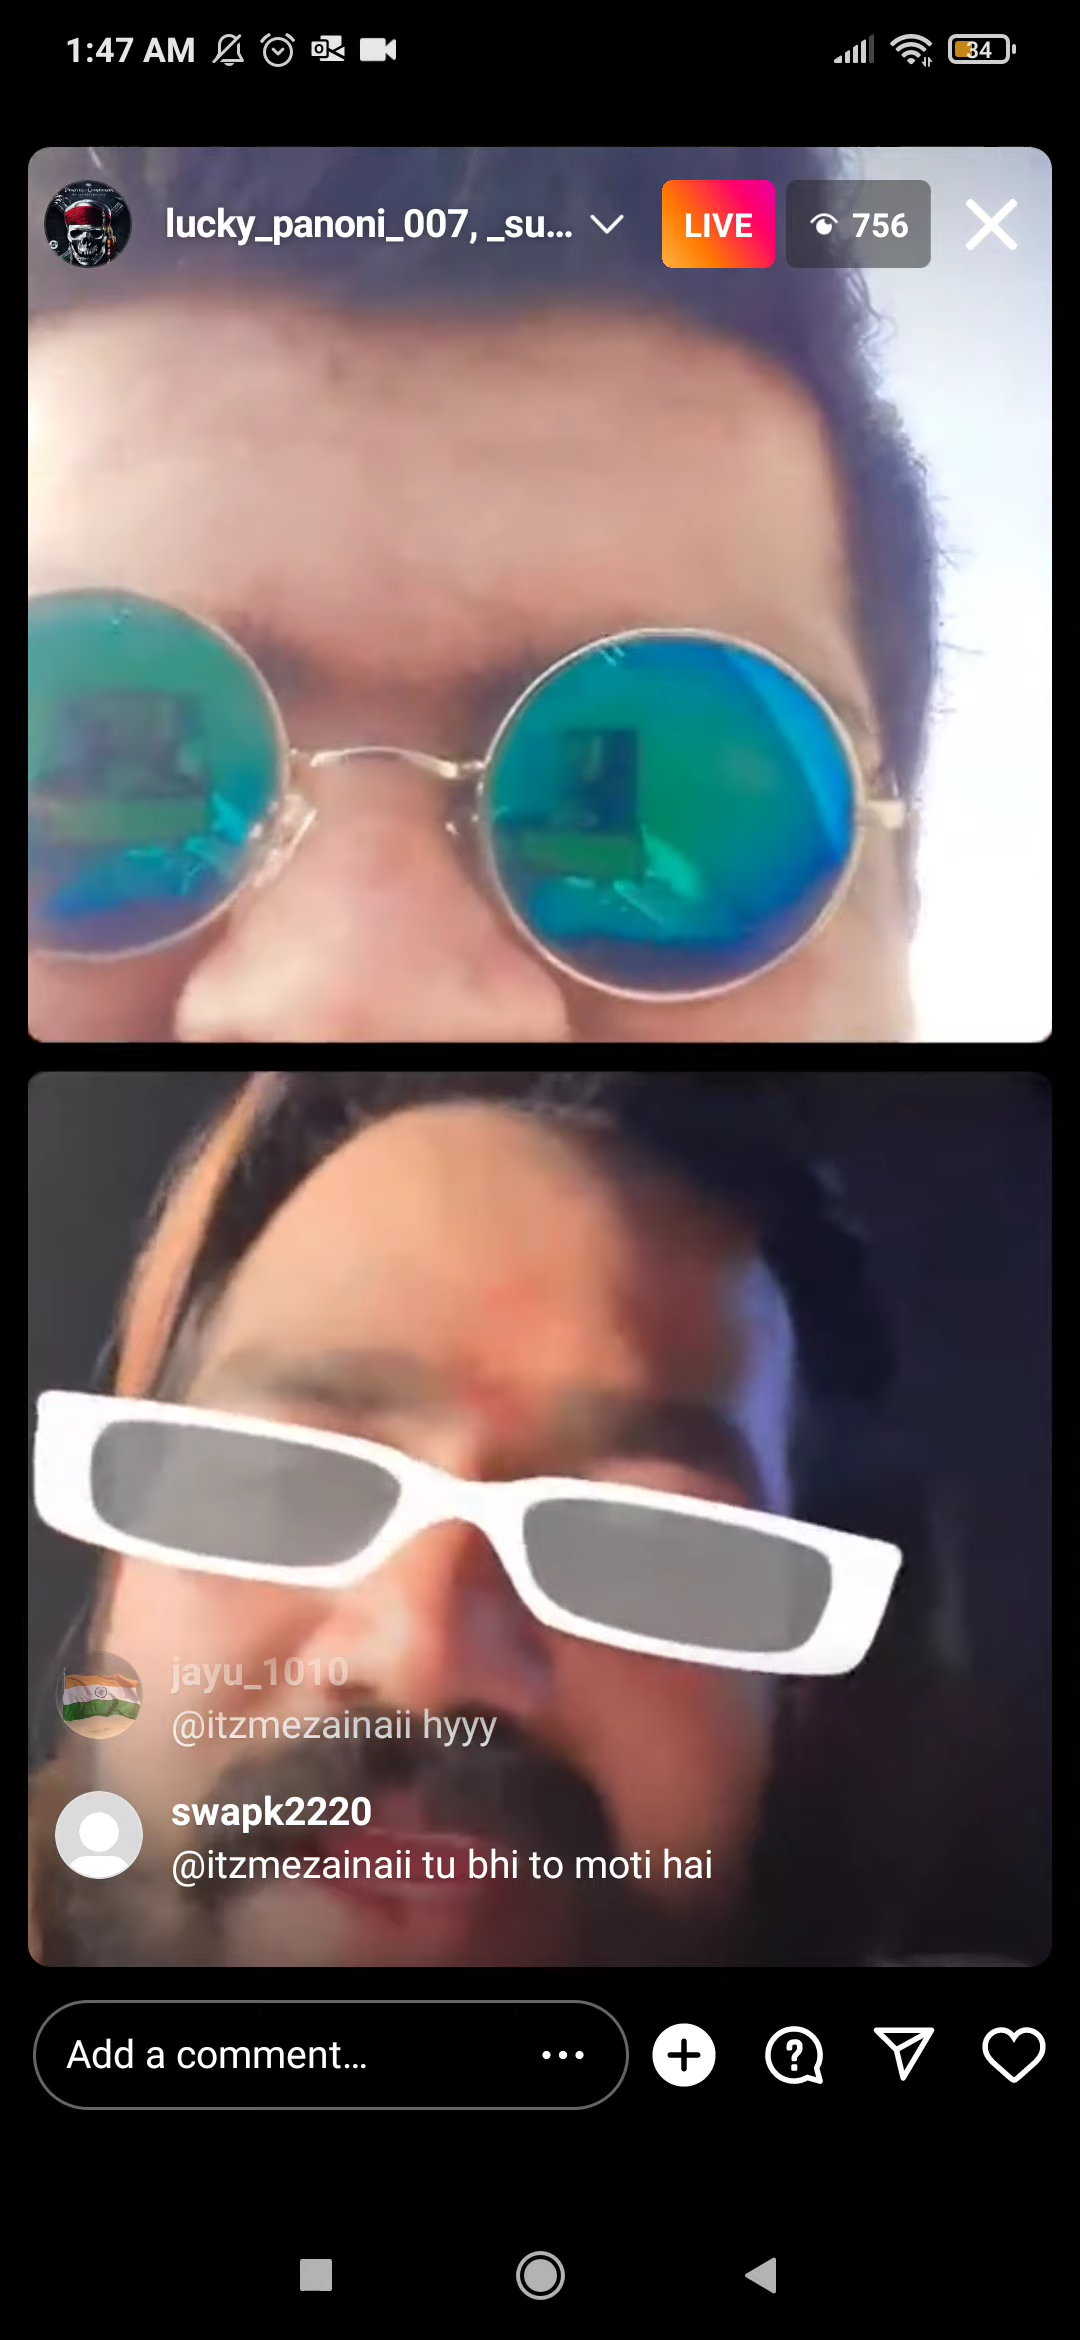 1:47 AM
34
lucky_panoni_007, _su...
LIVE
756
jayu_1010
@itzmezainaii hyyy
swapk2220
@itzmezainaii tu bhi to moti hai
Add a comment...